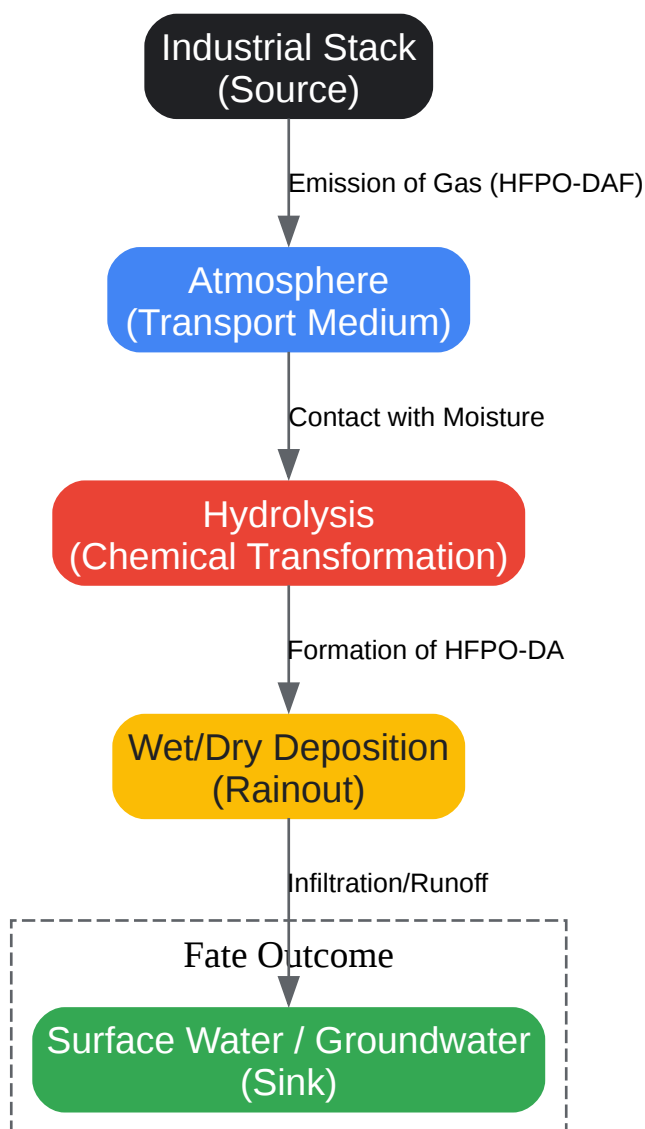 Industrial Stack
(Source)
Emission of Gas (HFPO-DAF)
Atmosphere
(Transport Medium)
Contact with Moisture
Hydrolysis
(Chemical Transformation)
Formation of HFPO-DA
Wet/Dry Deposition
(Rainout)
Infiltration/Runoff
Fate Outcome
Surface Water / Groundwater
(Sink)